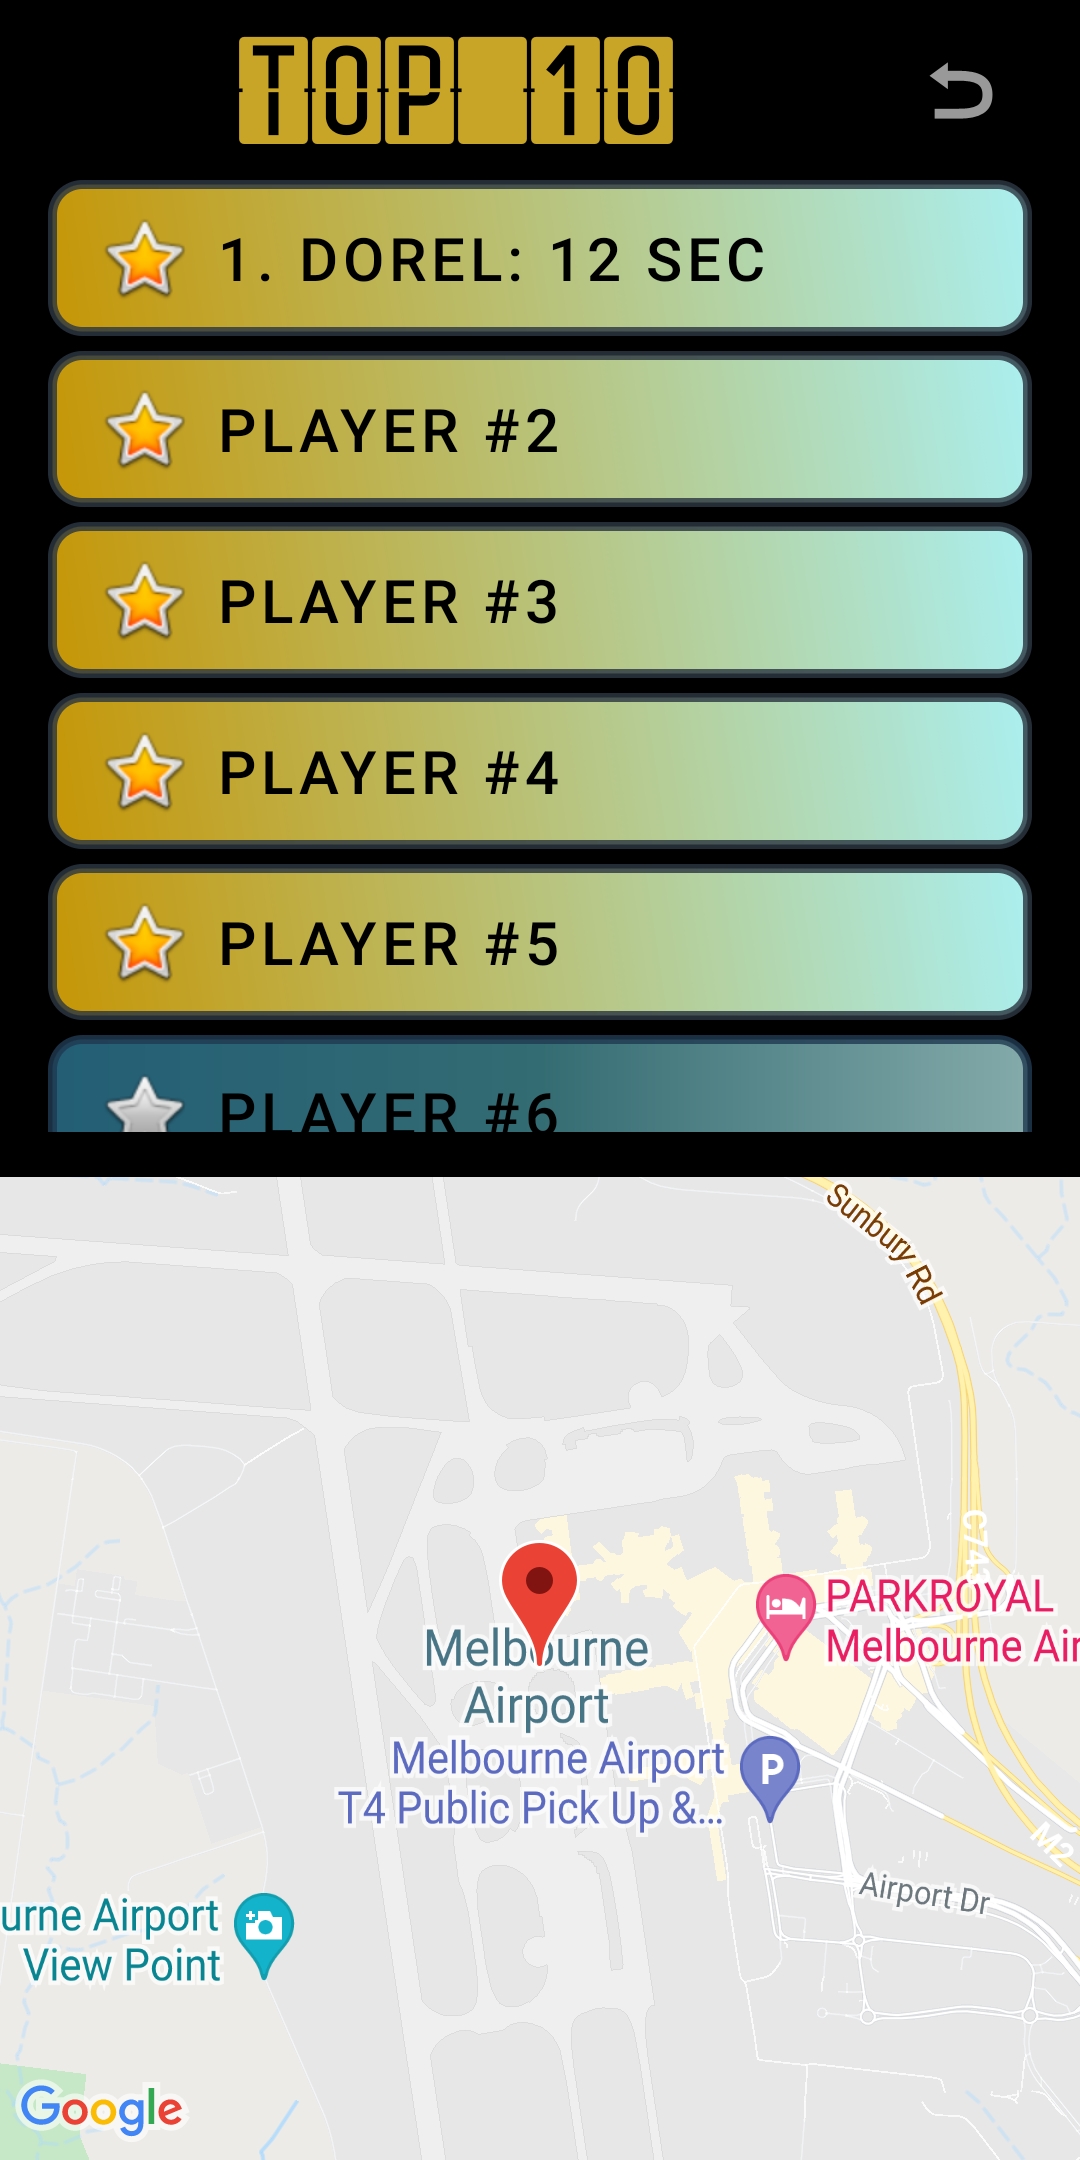 TOP 10
1. DOREL: 12 SEC
PLAYER #2
PLAYER #3
PLAYER #4
PLAYER #5
PLAYER #6
Sunbury Rd
PARKROYAL
Melbourne Air
Melbourne
Airport
Melbourne Airport
T4 Public Pick Up &...
P
M2
Airport Dr
urne Airport
View Point
Google